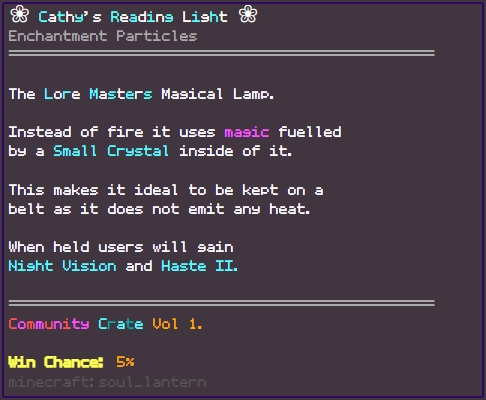 ❀ Cathy's Reading Light ❀
Enchantment Particles
The Lore Masters Masical Lamp.
Instead of fire it uses magic fuelled
by a Small Crystal inside of it.
This makes it ideal to be kept on a
belt as it does not emit any heat.
When held users will gain
Night Vision and Haste II.
Community Crate Vol 1.
Win Chance: 5%
minecraft:soul_lantern